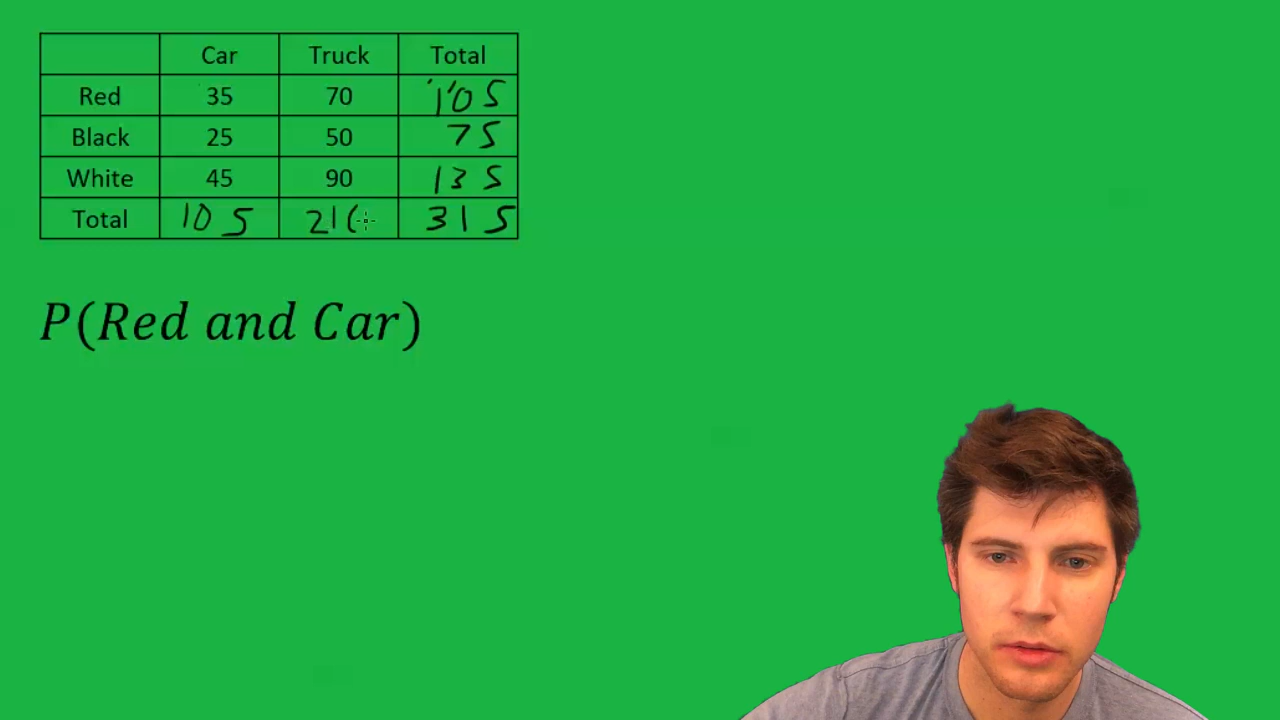 Car Truck Total
Red 35 70 105
Black 25 50 75
White 45 90 135
Total 105 21 315
P(Red and Car)